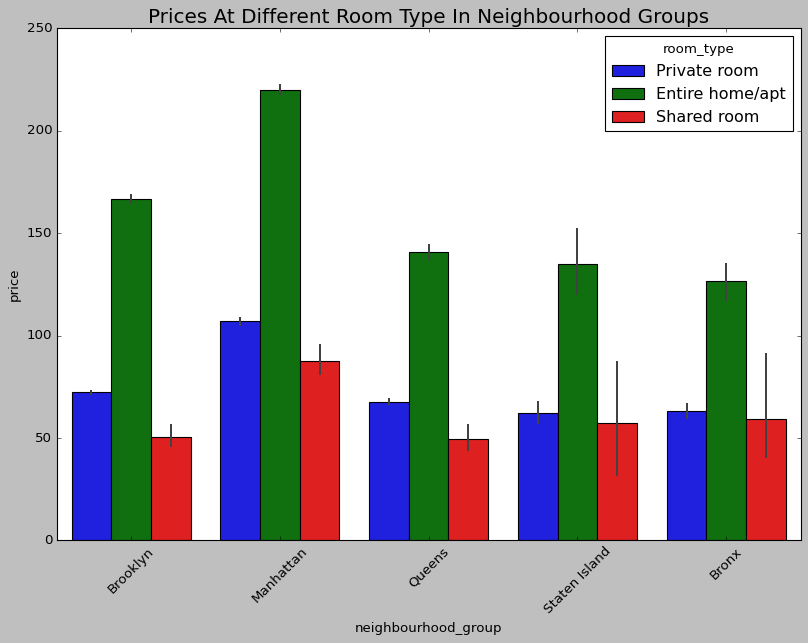 Prices At Different Room Type In Neighbourhood Groups
room_type
Private room
Entire home/apt
Shared room
price
250
200
150
100
50
0
Brooklyn
Manhattan
Queens
Staten Island
Bronx
neighbourhood_group